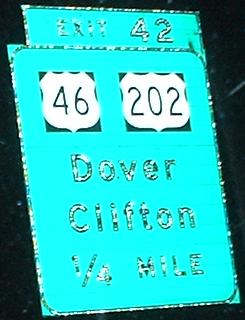 EXIT 42
46 202
Dover
Clifton
1/4 MILE